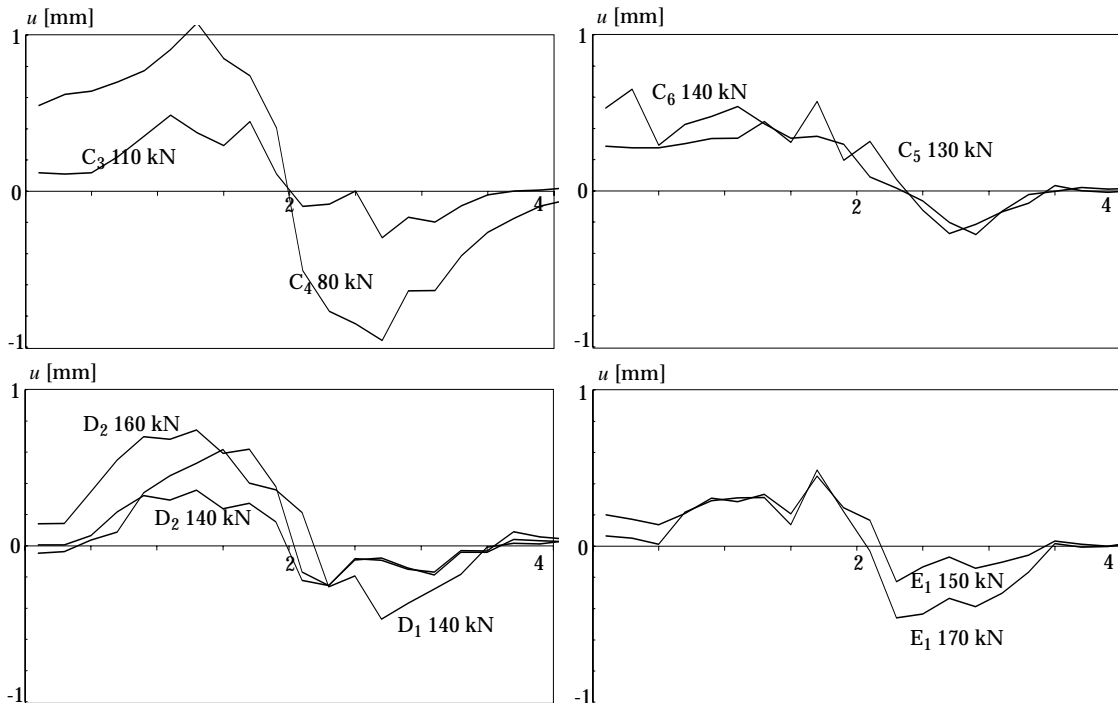 u [mm]
1
C3 110 kN
0
2
4
C4 80 kN
-1
u [mm]
1
C6 140 kN
C5 130 kN
0
2
4
-1
u [mm]
1
D2 160 kN
D2 140 kN
0
2
4
D1 140 kN
-1
u [mm]
1
0
2
4
E1 150 kN
E1 170 kN
-1